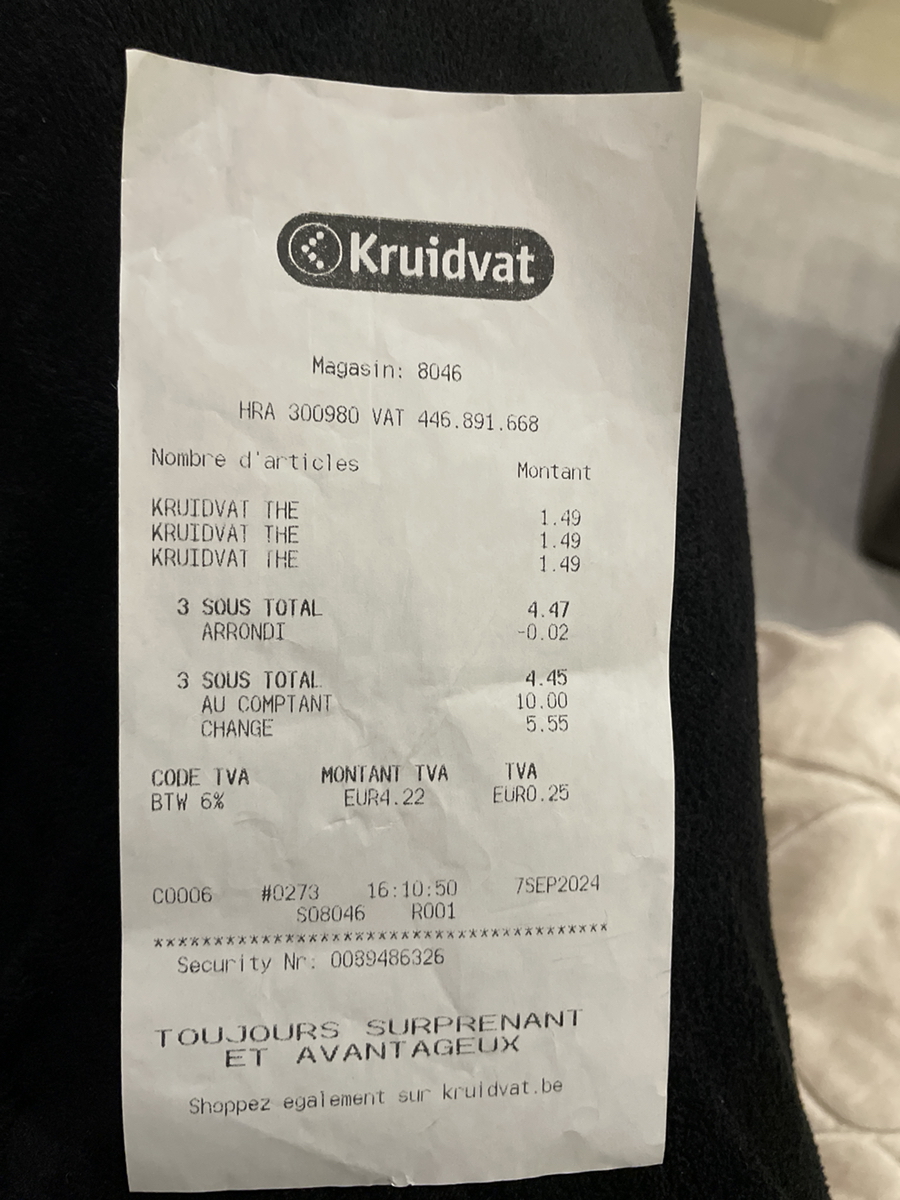 Kruidvat
Magasin: 8046
HRA 300980 VAT 446.891.668
Nombre d'articles Montant
KRUIDVAT THE 1.49
KRUIDVAT THE 1.49
KRUIDVAT THE 1.49
3 SOUS TOTAL 4.47
ARRONDI -0.02
3 SOUS TOTAL 4.45
AU COMPTANT 10.00
CHANGE 5.55
CODE TVA MONTANT TVA TVA
BTW 6% EUR4.22 EUR0.25
C0006 #0273 16:10:50 7SEP2024
S08046 R001
****************************************
Security Nr: 0089486326
TOUJOURS SURPRENANT
ET AVANTAGEUX
Shoppez egalement sur kruidvat.be